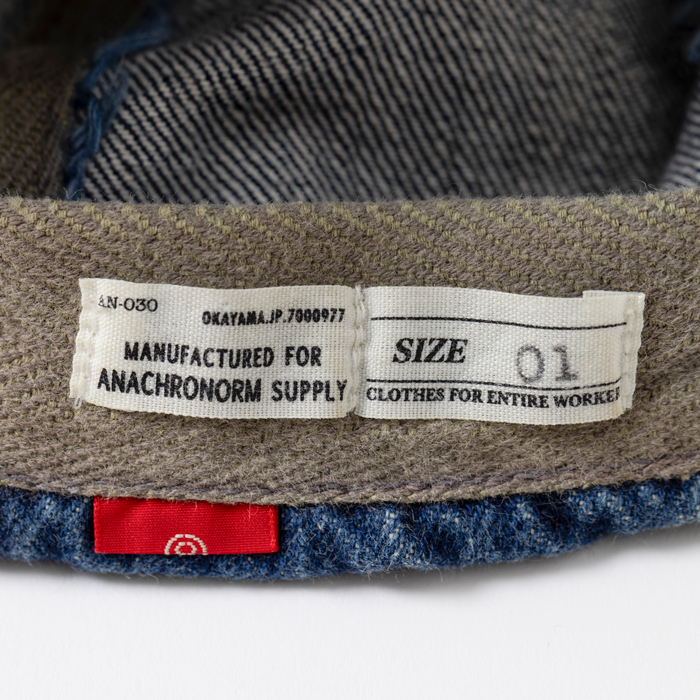 AN-030
OKAYAMA.JP.7000977
MANUFACTURED FOR
ANACHRONORM SUPPLY
SIZE 01
CLOTHES FOR ENTIRE WORKER